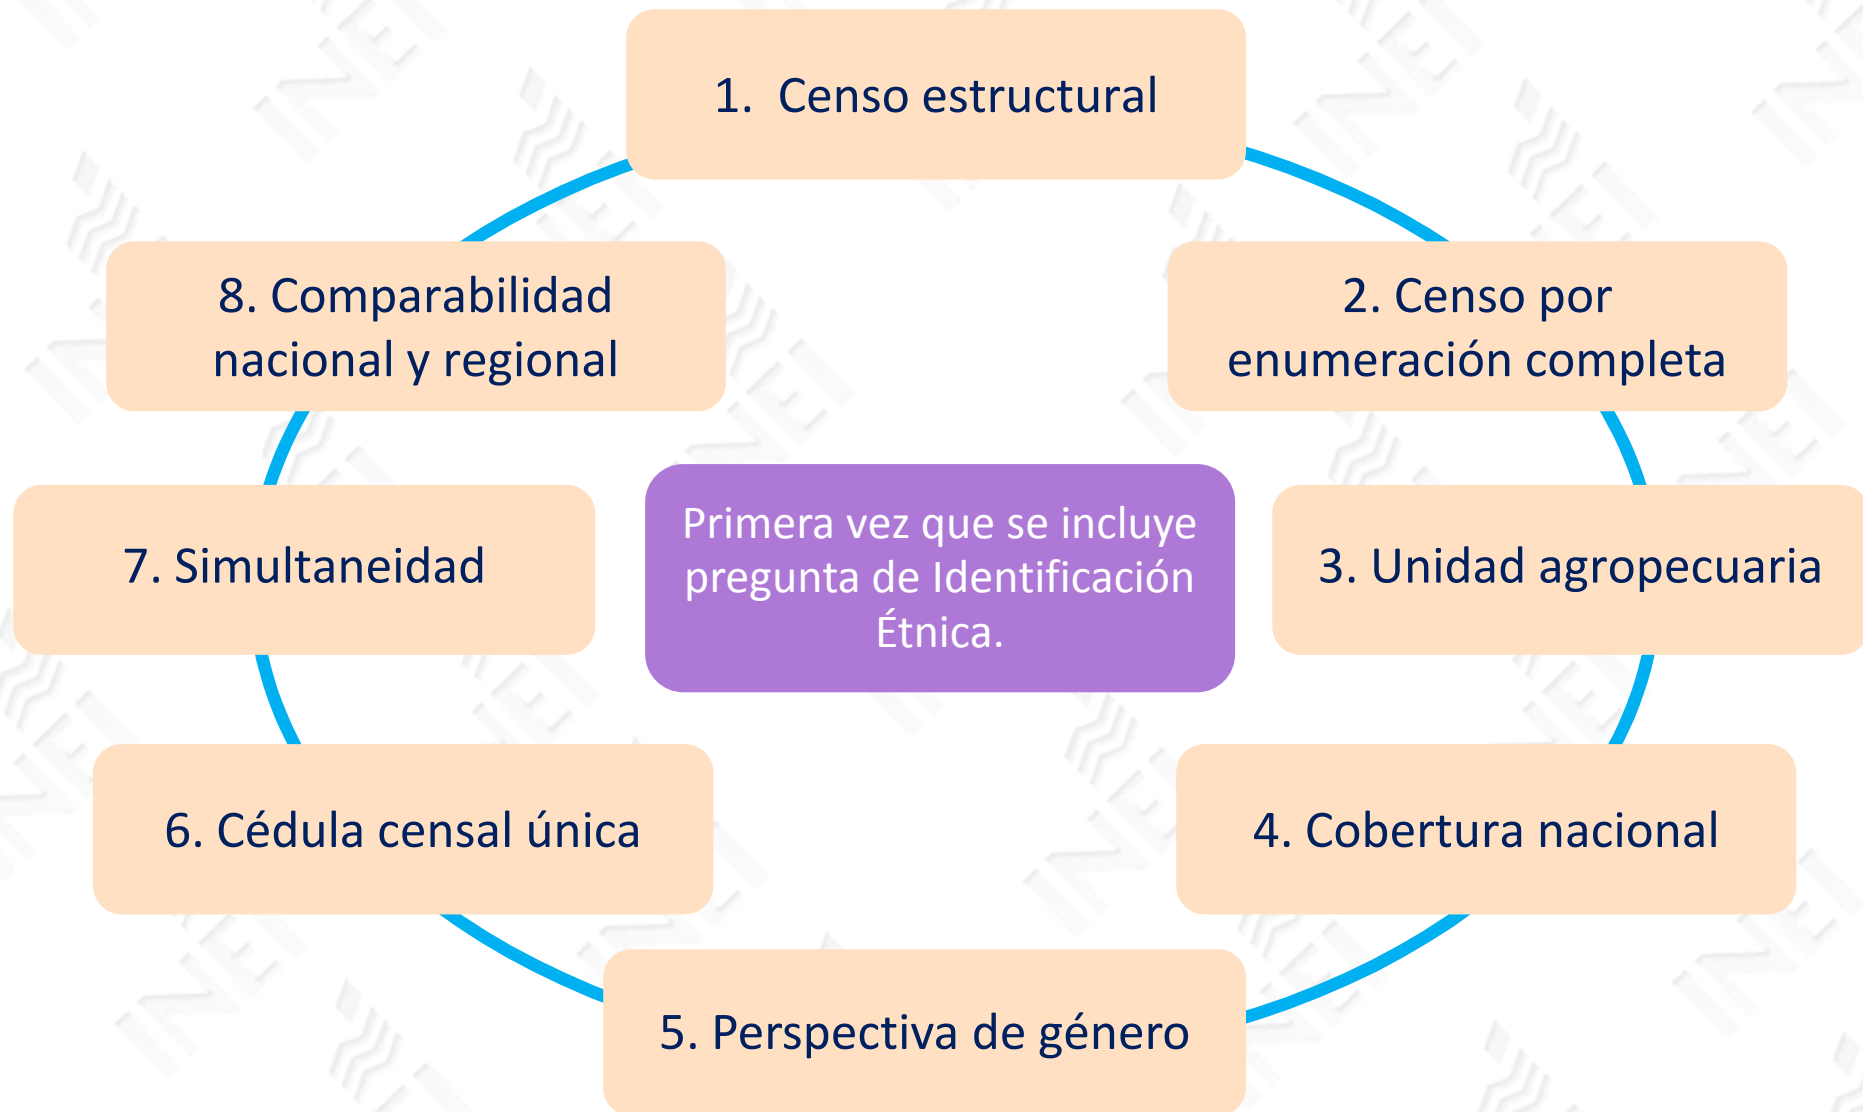 1. Censo estructural
2. Censo por
enumeración completa
3. Unidad agropecuaria
4. Cobertura nacional
5. Perspectiva de género
6. Cédula censal única
7. Simultaneidad
8. Comparabilidad
nacional y regional
Primera vez que se incluye
pregunta de Identificación
Étnica.
INEI